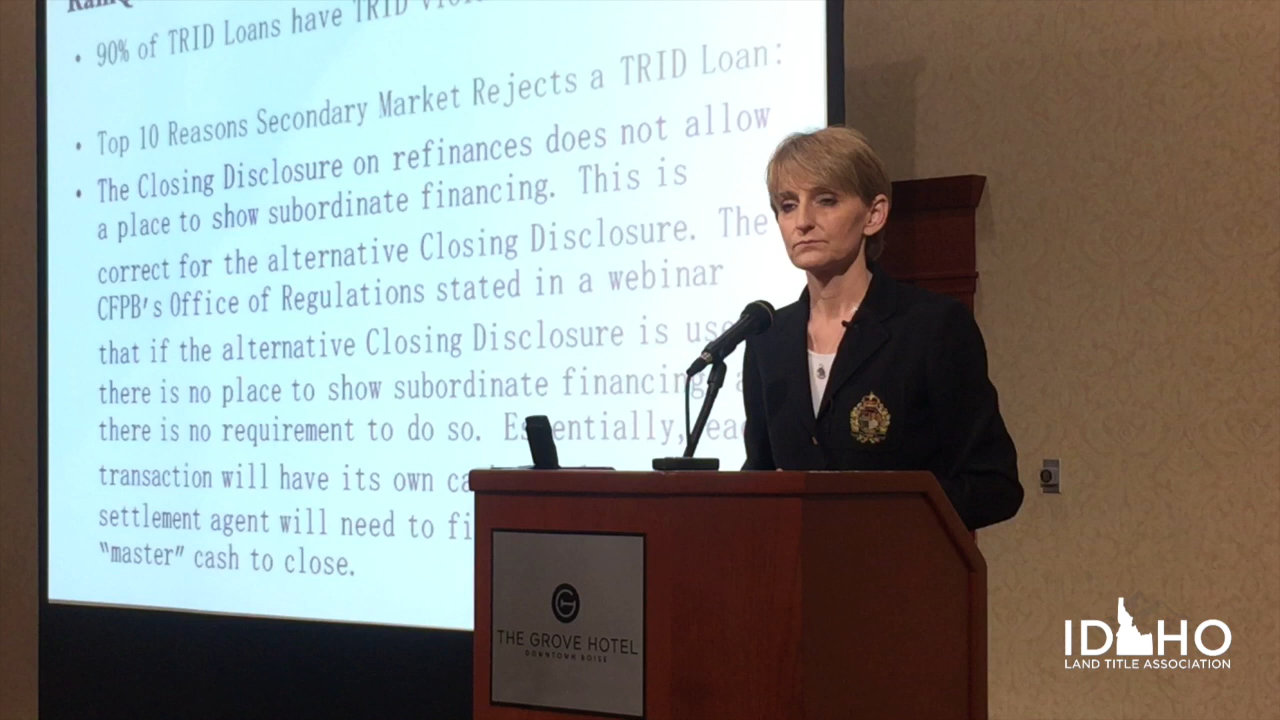 • 90% of TRID Loans have TRID
• Top 10 Reasons Secondary Market Rejects a TRID Loan:
• The Closing Disclosure on refinances does not allow
a place to show subordinate financing. This is
correct for the alternative Closing Disclosure. The
CFPB's Office of Regulations stated in a webinar
that if the alternative Closing Disclosure is
there is no place to show subordinate financing
there is no requirement to do so. Essentially,
transaction will have its own
settlement agent will need to
"master" cash to close.
G
THE GROVE HOTEL
DOWNTOWN BOISE
IDAHO
LAND TITLE ASSOCIATION